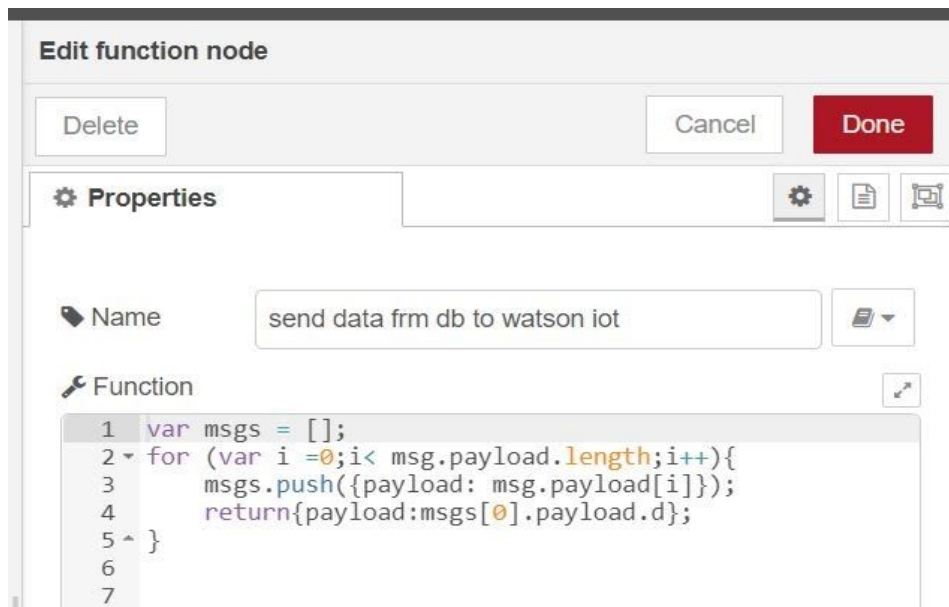 Edit function node
Delete Cancel Done
Properties
Name send data frm db to watson iot
Function
1 var msgs = [];
2 for (var i =0;i< msg.payload.length;i++){
3 msgs.push({payload: msg.payload[i]});
4 return{payload:msgs[0].payload.d};
5 }
6
7